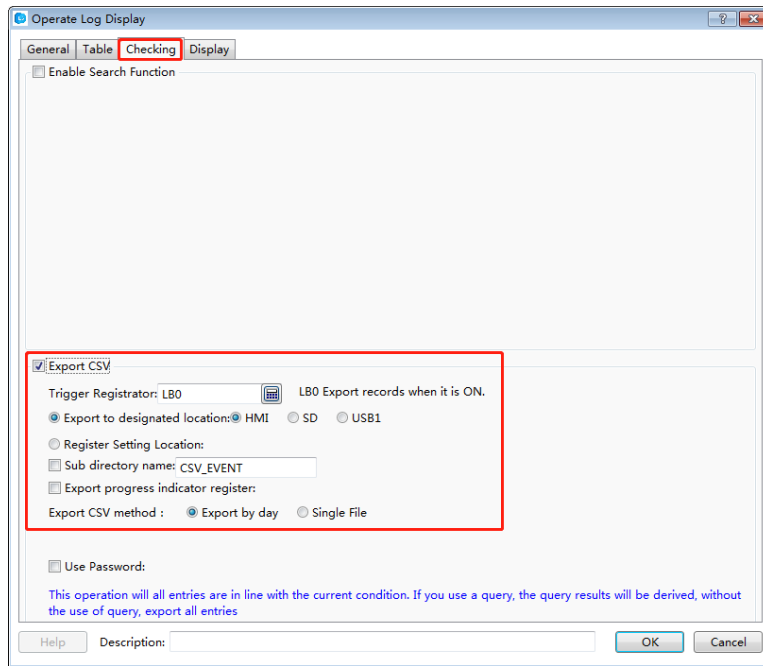 Operate Log Display
General Table Checking Display
Enable Search Function
Export CSV
Trigger Registrator: LB0 LB0 Export records when it is ON.
Export to designated location: HMI SD USB1
Register Setting Location:
Sub directory name: CSV_EVENT
Export progress indicator register:
Export CSV method : Export by day Single File
Use Password:
This operation will all entries are in line with the current condition. If you use a query, the query results will be derived, without
the use of query, export all entries
Help Description: OK Cancel